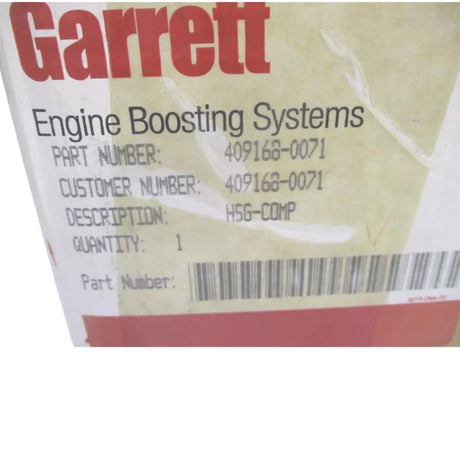 Garrett
Engine Boosting Systems
PART NUMBER: 409168-0071
CUSTOMER NUMBER: 409168-0071
DESCRIPTION: HSG-COMP
QUANTITY: 1
Part Number: